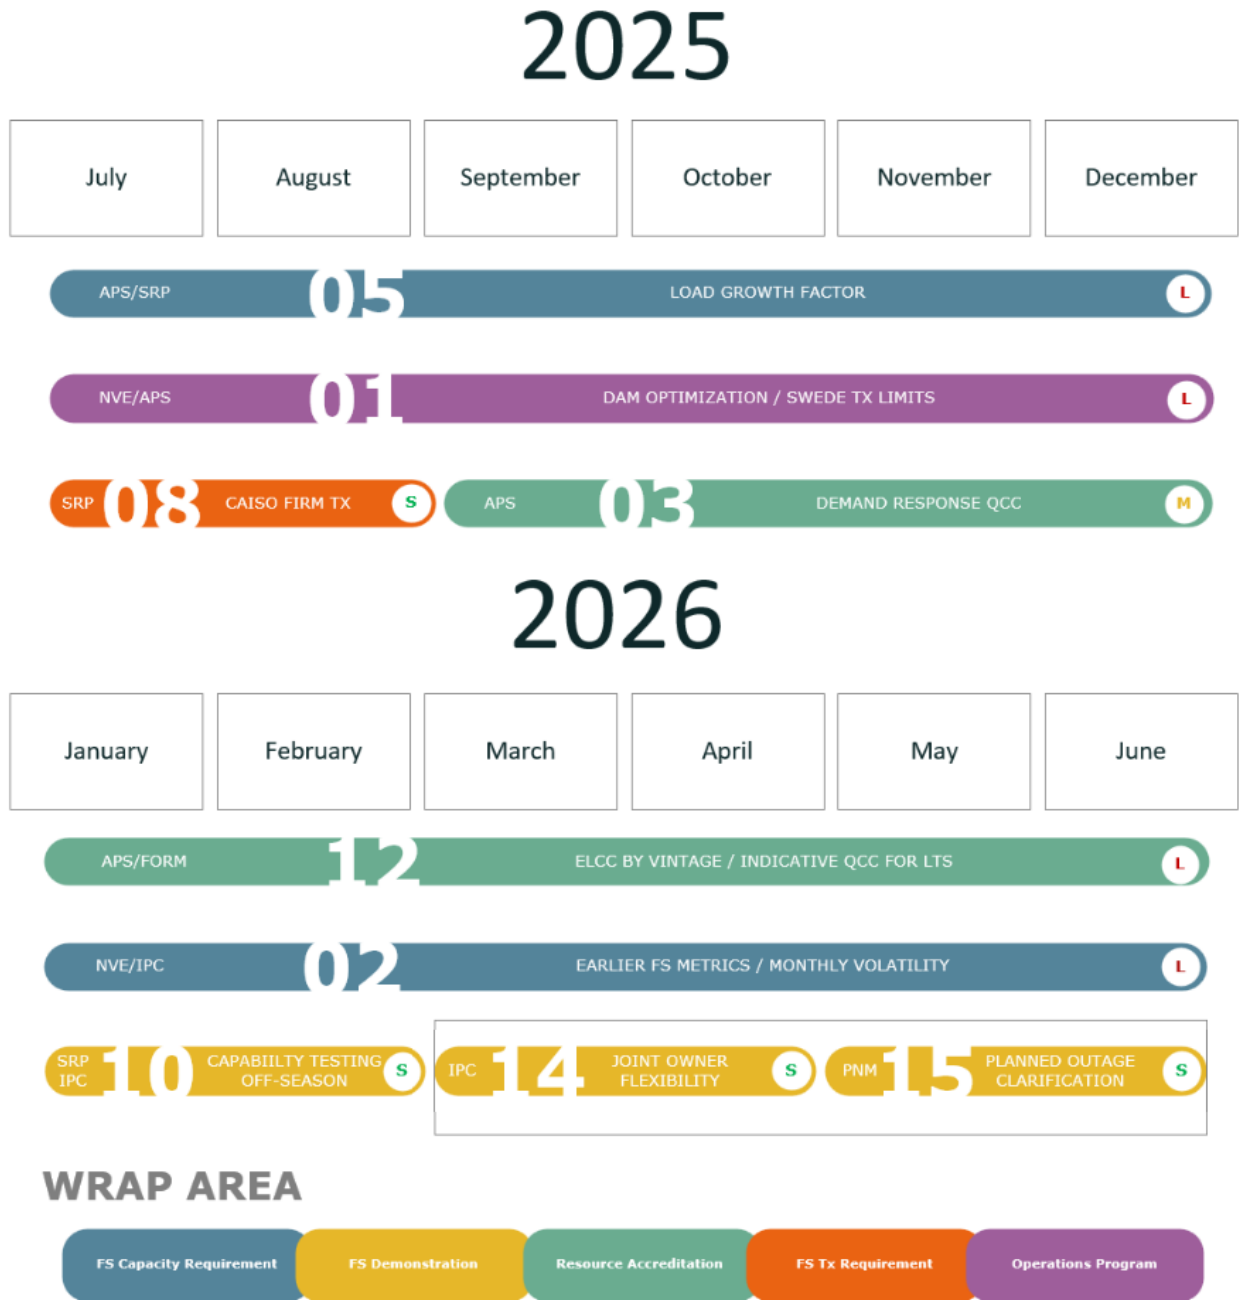 2025
July August September October November December
APS/SRP 05 LOAD GROWTH FACTOR L
NVE/APS 01 DAM OPTIMIZATION / SWEDE TX LIMITS L
SRP 08 CAISO FIRM TX S APS 03 DEMAND RESPONSE QCC M
2026
January February March April May June
APS/FORM 12 ELCC BY VINTAGE / INDICATIVE QCC FOR LTS L
NVE/IPC 02 EARLIER FS METRICS / MONTHLY VOLATILITY L
SRP
IPC
10
CAPABIILTY TESTING
OFF-SEASON
S
IPC
14
JOINT OWNER
FLEXIBILITY
S
PNM
15
PLANNED OUTAGE
CLARIFICATION
S
WRAP AREA
FS Capacity Requirement FS Demonstration Resource Accreditation FS Tx Requirement Operations Program